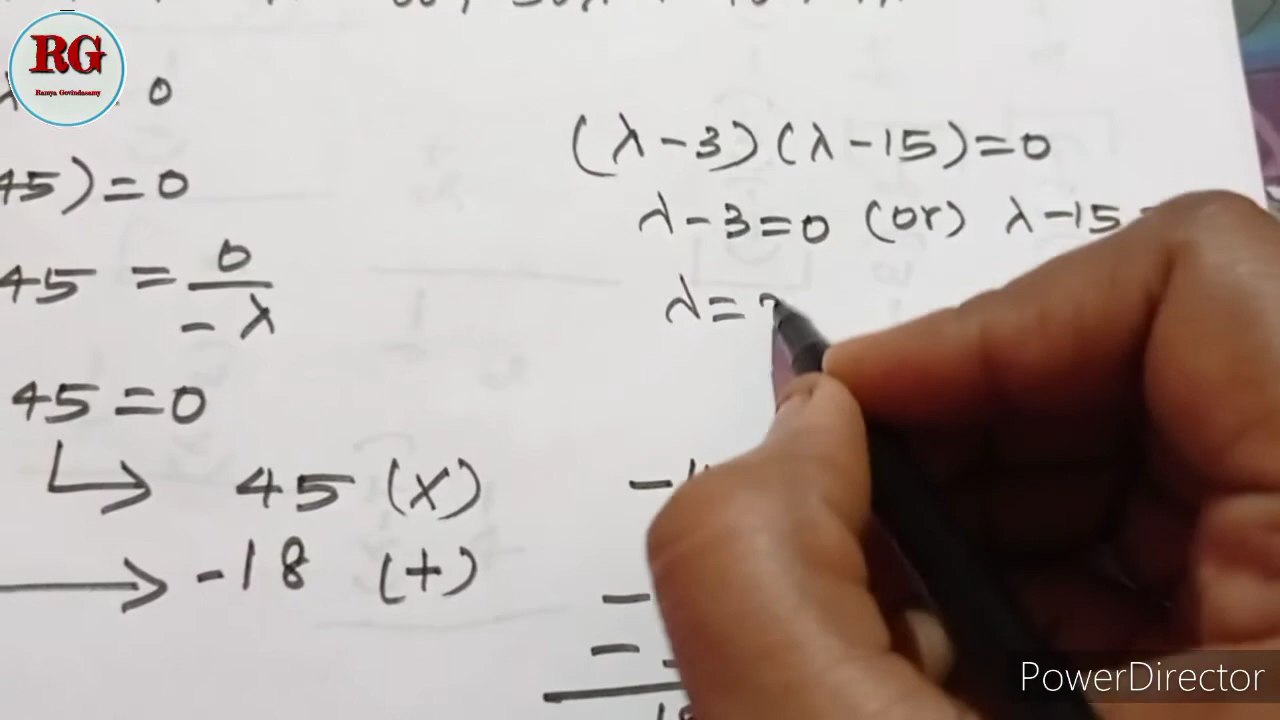 RG
Ramya Govindasamy
0
45) = 0
45 = 0 / - λ
45 = 0
45 (x)
-18 (+)
(λ - 3) (λ - 15) = 0
λ - 3 = 0 (or) λ - 15
λ =
PowerDirector